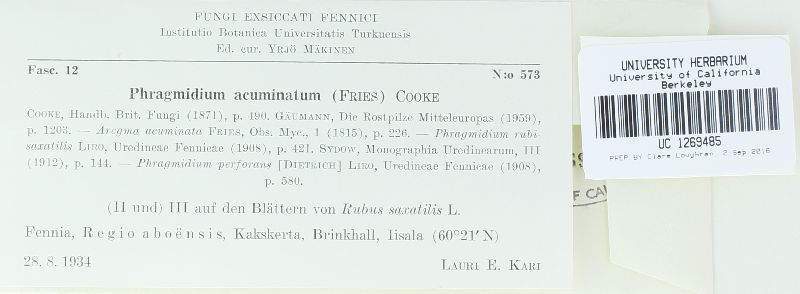 FUNGI EXSICCATI FENNICI
Institutio Botanica Universitatis Turkuensis
Ed. cur. YRJÖ MÄKINEN
Fasc. 12 N:o 573
Phragmidium acuminatum (FRIES) COOKE
COOKE, Handb. Brit. Fungi (1871), p. 490. GÄUMANN, Die Rostpilze Mitteleuropas (1959),
p. 1203. — Aregma acuminata FRIES, Obs. Myc., 1 (1815), p. 226. — Phragmidium rubi-
saxatilis LIRO, Uredineae Fennicae (1908), p. 421. SYDOW, Monographia Uredinearum, III
(1912), p. 144. — Phragmidium perforans [DIETRICH] LIRO, Uredineae Fennicae (1908),
p. 580.
(II und) III auf den Blättern von Rubus saxatilis L.
Fennia, Regio aboënsis, Kakskerta, Brinkhall, Iisala (60°21′ N)
28. 8. 1934 LAURI E. KARI
UNIVERSITY HERBARIUM
University of California
Berkeley
UC 1269485
PREP BY Clare Loughran, 2 Sep 2016
F CA